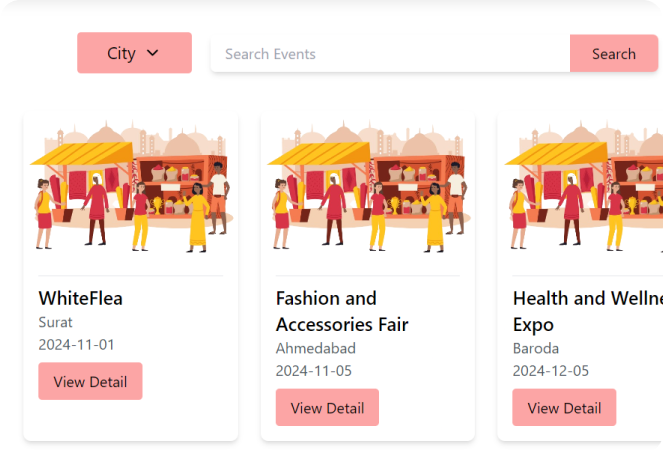 City
Search Events
Search
WhiteFlea
Surat
2024-11-01
View Detail
Fashion and
Accessories Fair
Ahmedabad
2024-11-05
View Detail
Health and Wellne
Expo
Baroda
2024-12-05
View Detail